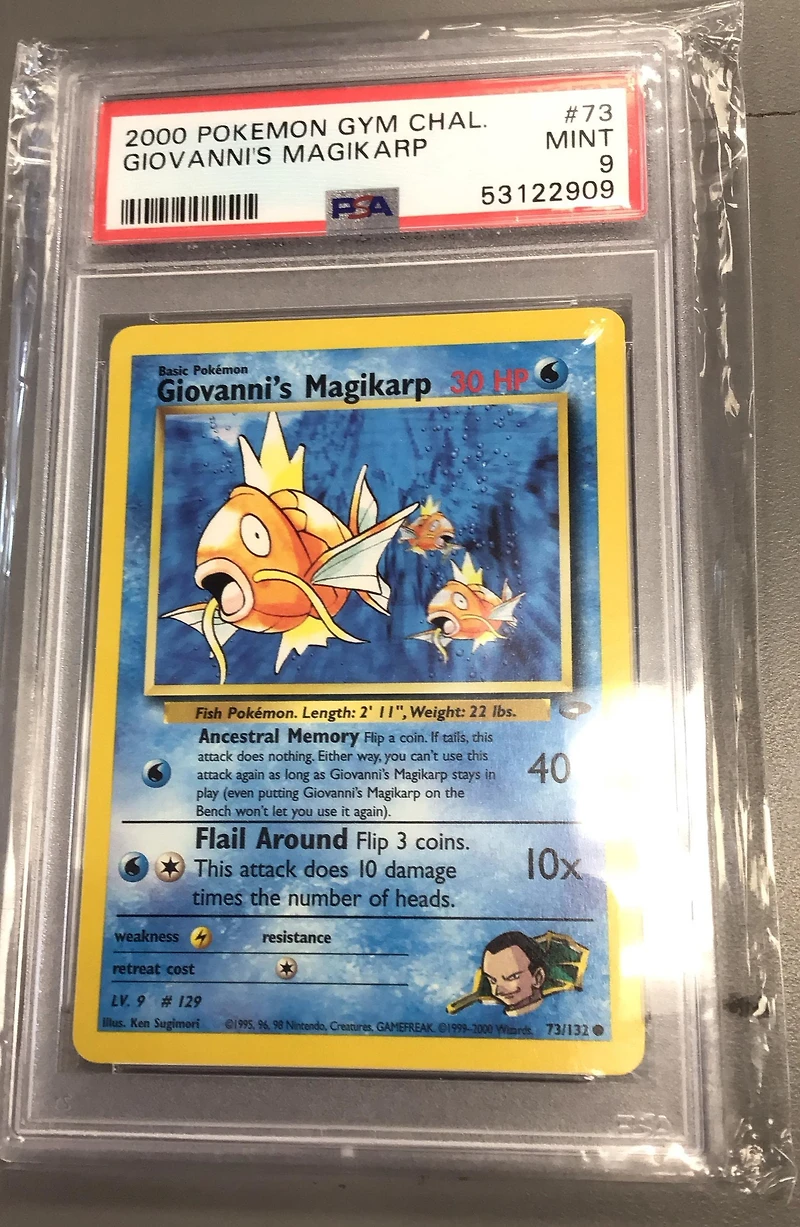 2000 POKEMON GYM CHAL. #73
GIOVANNI'S MAGIKARP MINT
9
PSA 53122909
Basic Pokémon
Giovanni's Magikarp 30 HP
Fish Pokémon. Length: 2' 11", Weight: 22 lbs.
Ancestral Memory Flip a coin. If tails, this
attack does nothing. Either way, you can't use this
attack again as long as Giovanni's Magikarp stays in
play (even putting Giovanni's Magikarp on the
Bench won't let you use it again).
40
Flail Around Flip 3 coins.
This attack does 10 damage
times the number of heads.
10x
weakness resistance
retreat cost
LV. 9 # 129
Illus. Ken Sugimori ©1995, 96, 98 Nintendo, Creatures, GAMEFREAK. ©1999-2000 Wizards. 73/132
PSA